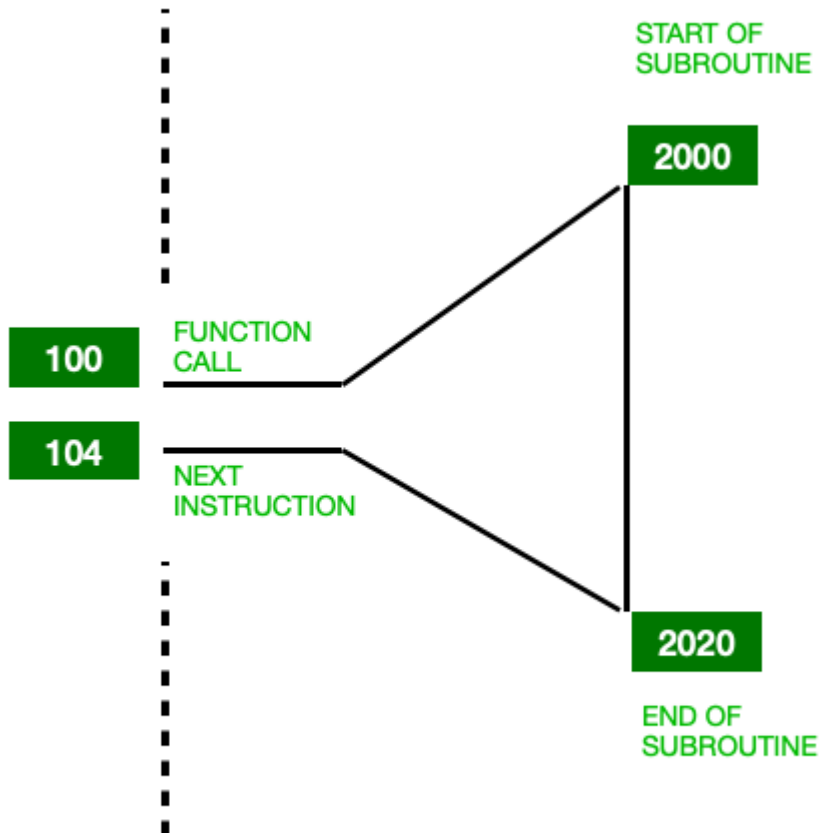 START OF
SUBROUTINE
2000
FUNCTION
CALL
100
104
NEXT
INSTRUCTION
2020
END OF
SUBROUTINE